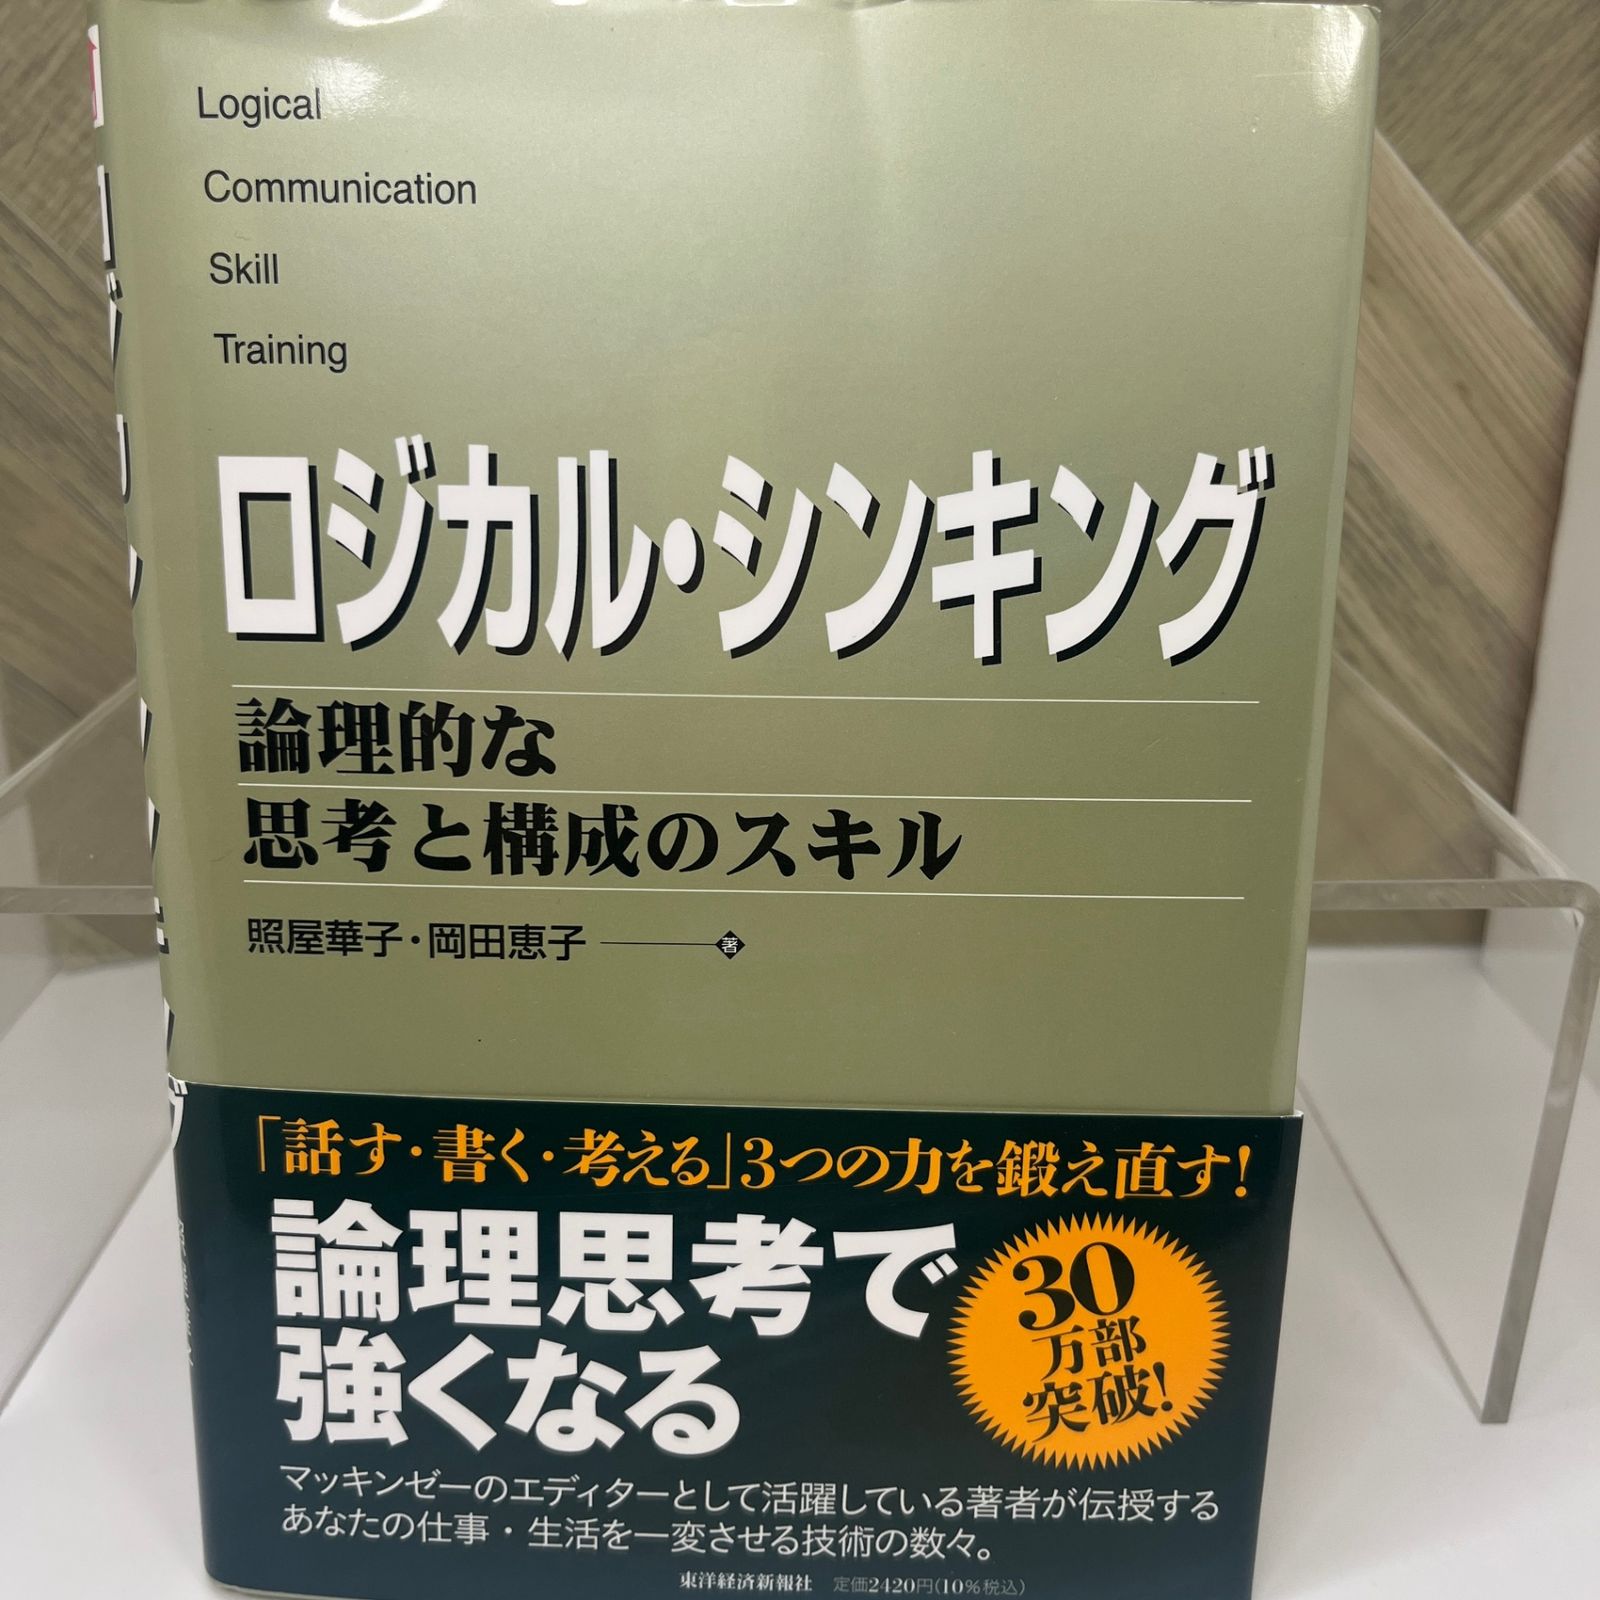 Logical
Communication
Skill
Training
ロジカル・シンキング
論理的な
思考と構成のスキル
照屋華子・岡田恵子 著
「話す・書く・考える」3つの力を鍛え直す!
論理思考で
強くなる
30
万部
突破!
マッキンゼーのエディターとして活躍している著者が伝授する
あなたの仕事・生活を一変させる技術の数々。
東洋経済新報社 定価2420円(10%税込)